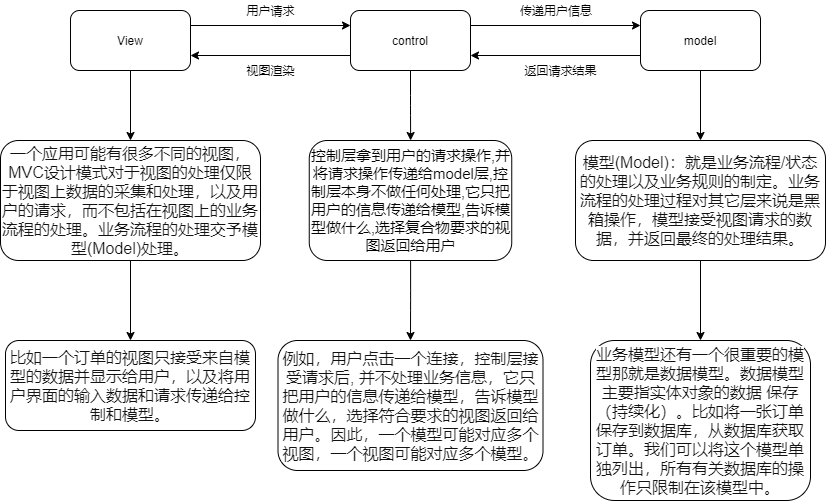 用户请求
传递用户信息
View
control
model
视图渲染
返回请求结果
一个应用可能有很多不同的视图，
MVC设计模式对于视图的处理仅限
于视图上数据的采集和处理，以及用
户的请求，而不包括在视图上的业务
流程的处理。业务流程的处理交予模
型(Model)处理。
控制层拿到用户的请求操作,并
将请求操作传递给model层,控
制层本身不做任何处理,它只把
用户的信息传递给模型,告诉模
型做什么,选择复合物要求的视
图返回给用户
模型(Model)：就是业务流程/状态
的处理以及业务规则的制定。业务
流程的处理过程对其它层来说是黑
箱操作，模型接受视图请求的数
据，并返回最终的处理结果。
比如一个订单的视图只接受来自模
型的数据并显示给用户，以及将用
户界面的输入数据和请求传递给控
制和模型。
例如，用户点击一个连接，控制层接
受请求后, 并不处理业务信息，它只
把用户的信息传递给模型，告诉模型
做什么，选择符合要求的视图返回给
用户。因此，一个模型可能对应多个
视图，一个视图可能对应多个模型。
业务模型还有一个很重要的模
型那就是数据模型。数据模型
主要指实体对象的数据 保存
（持续化）。比如将一张订单
保存到数据库，从数据库获取
订单。我们可以将这个模型单
独列出，所有有关数据库的操
作只限制在该模型中。